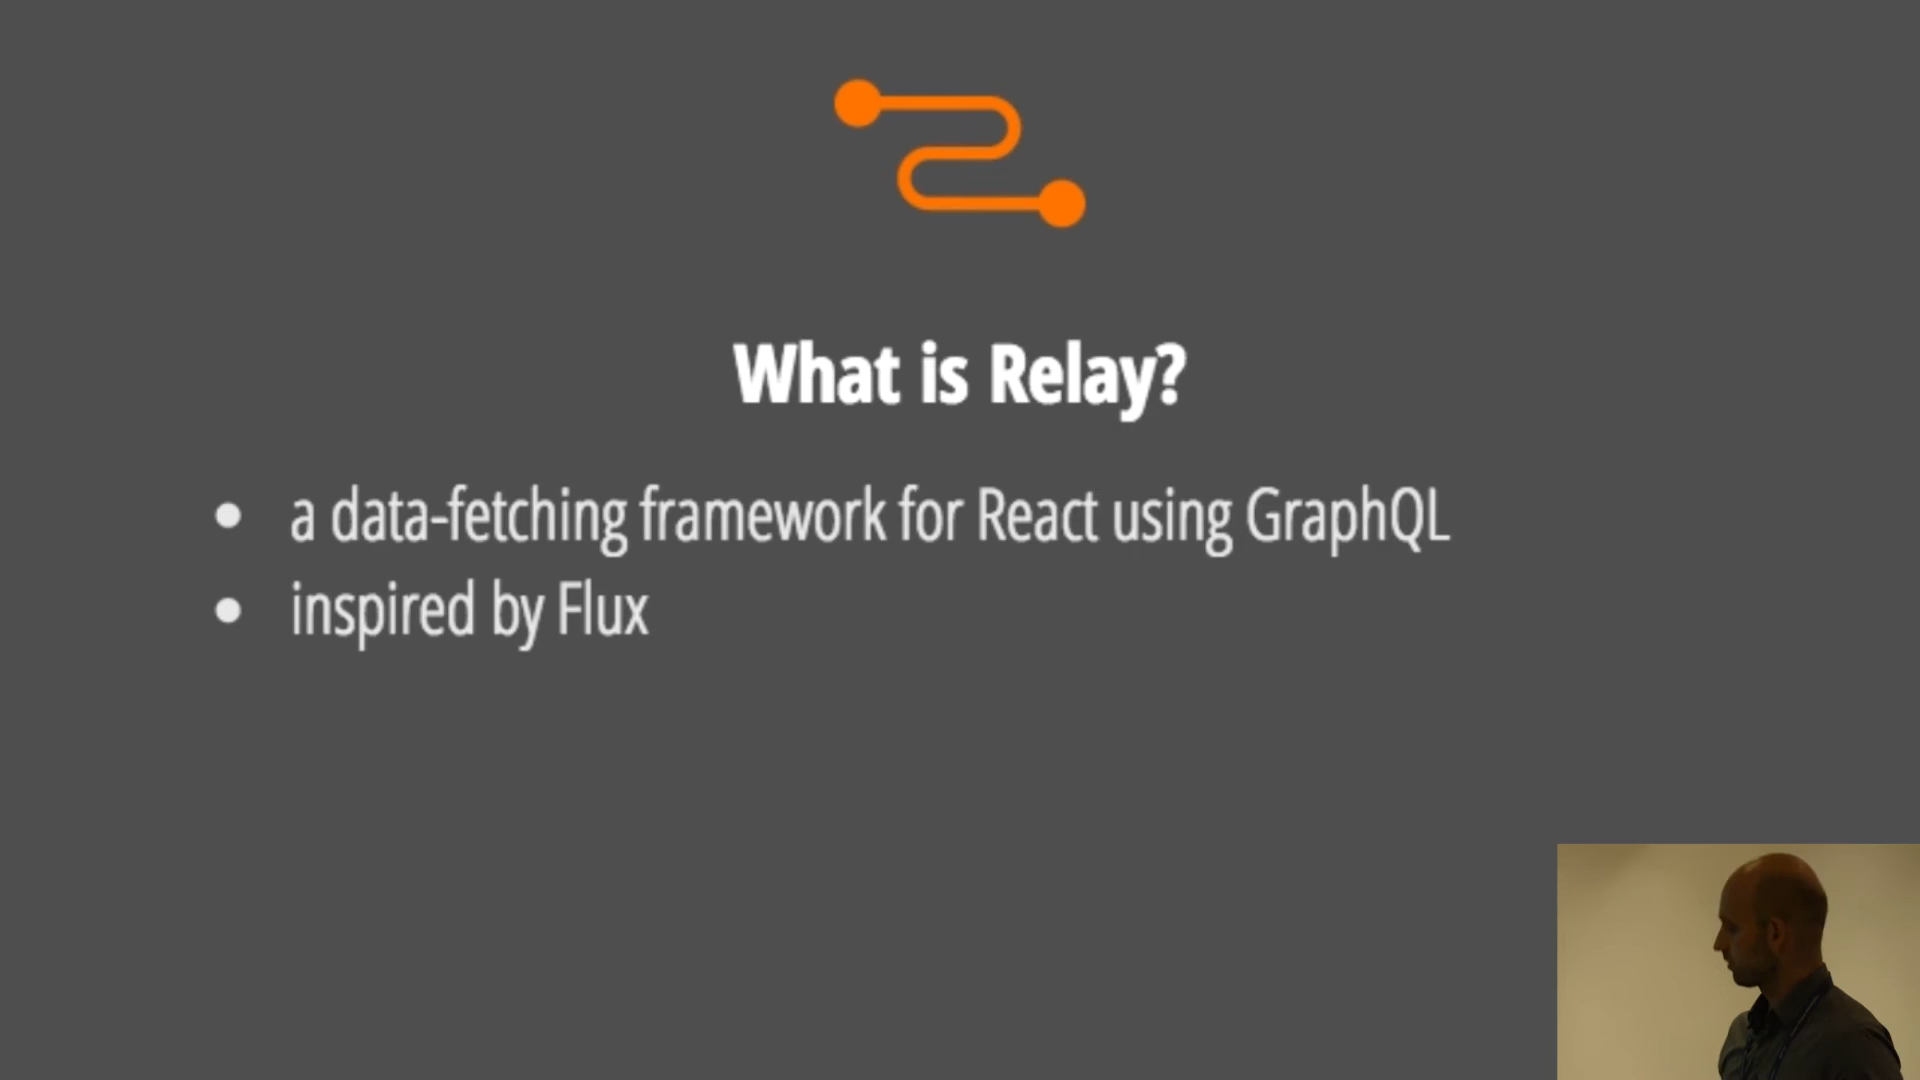 What is Relay?
a data-fetching framework for React using GraphQL
inspired by Flux